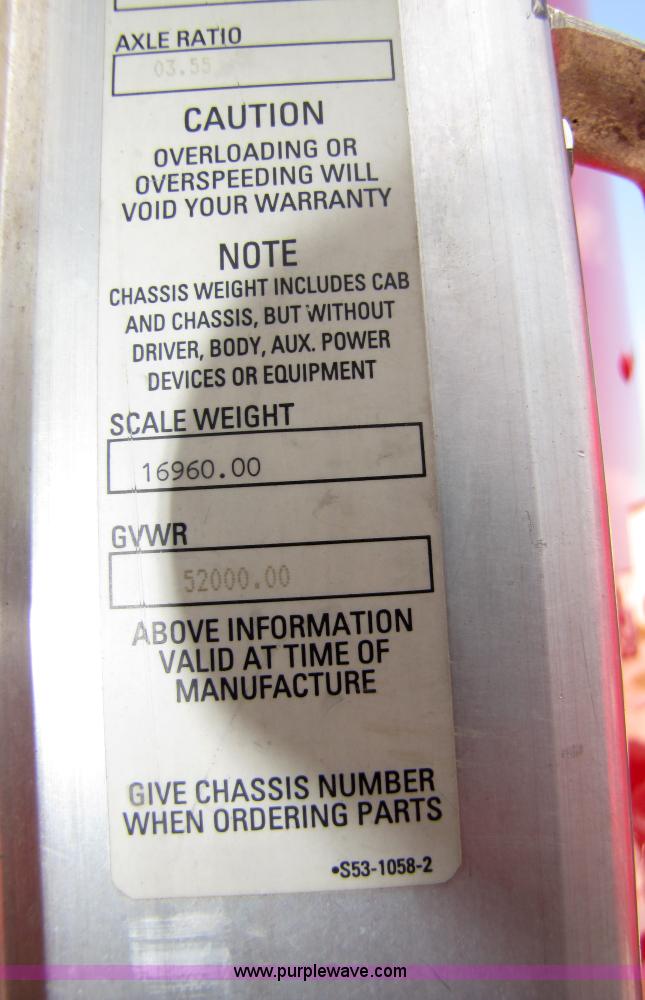 AXLE RATIO
03.55
CAUTION
OVERLOADING OR
OVERSPEEDING WILL
VOID YOUR WARRANTY
NOTE
CHASSIS WEIGHT INCLUDES CAB
AND CHASSIS, BUT WITHOUT
DRIVER, BODY, AUX. POWER
DEVICES OR EQUIPMENT
SCALE WEIGHT
16960.00
GVWR
52000.00
ABOVE INFORMATION
VALID AT TIME OF
MANUFACTURE
GIVE CHASSIS NUMBER
WHEN ORDERING PARTS
•S53-1058-2
www.purplewave.com